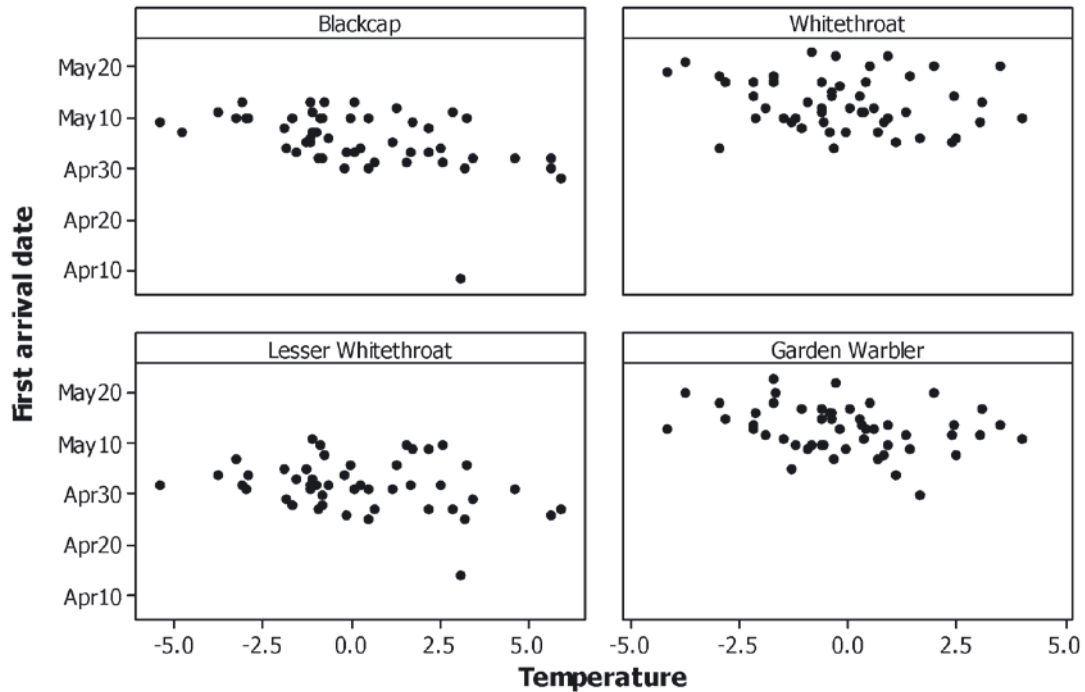 Blackcap
Whitethroat
May20
May10
Apr30
Apr20
Apr10
Lesser Whitethroat
Garden Warbler
May20
May10
Apr30
Apr20
Apr10
First arrival date
-5.0 -2.5 0.0 2.5 5.0
-5.0 -2.5 0.0 2.5 5.0
Temperature